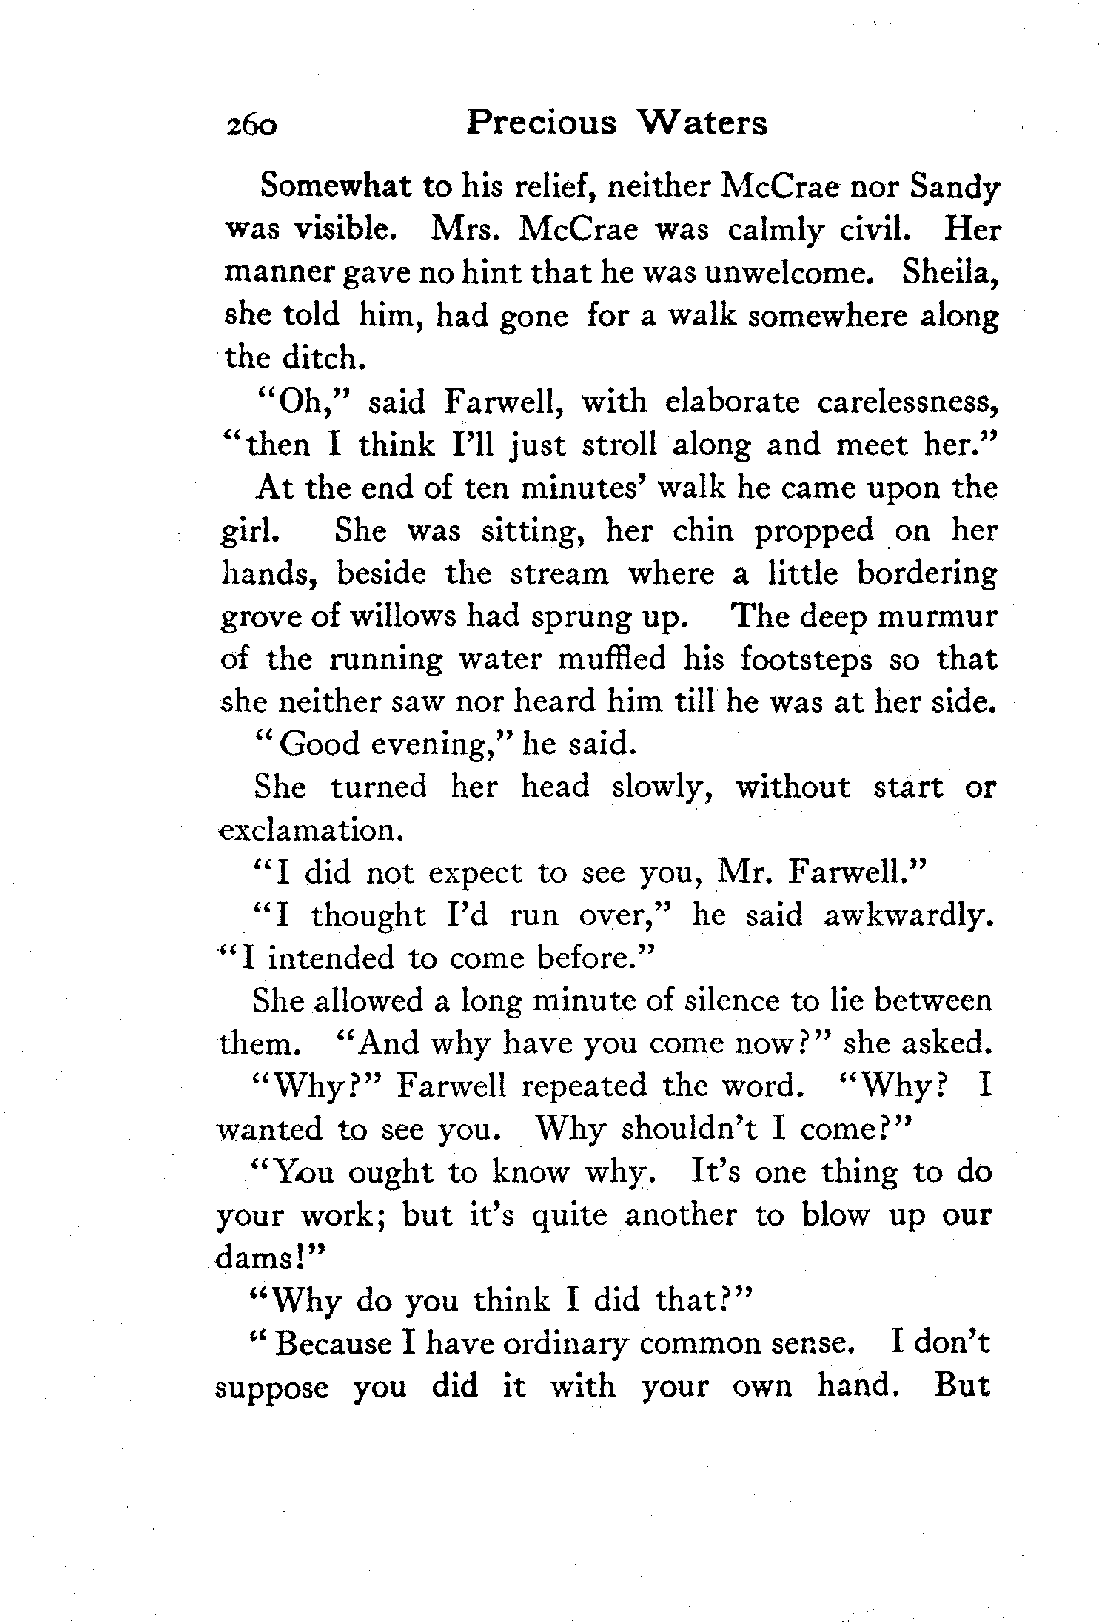 260 Precious Waters
Somewhat to his relief, neither McCrae nor Sandy
was visible. Mrs. McCrae was calmly civil. Her
manner gave no hint that he was unwelcome. Sheila,
she told him, had gone for a walk somewhere along
the ditch.
“Oh,” said Farwell, with elaborate carelessness,
“then I think I’ll just stroll along and meet her.”
At the end of ten minutes’ walk he came upon the
girl. She was sitting, her chin propped on her
hands, beside the stream where a little bordering
grove of willows had sprung up. The deep murmur
of the running water muffled his footsteps so that
she neither saw nor heard him till he was at her side.
“Good evening,” he said.
She turned her head slowly, without start or
exclamation.
“I did not expect to see you, Mr. Farwell.”
“I thought I’d run over,” he said awkwardly.
“I intended to come before.”
She allowed a long minute of silence to lie between
them. “And why have you come now?” she asked.
“Why?” Farwell repeated the word. “Why? I
wanted to see you. Why shouldn’t I come?”
“You ought to know why. It’s one thing to do
your work; but it’s quite another to blow up our
dams!”
“Why do you think I did that?”
“Because I have ordinary common sense. I don’t
suppose you did it with your own hand. But